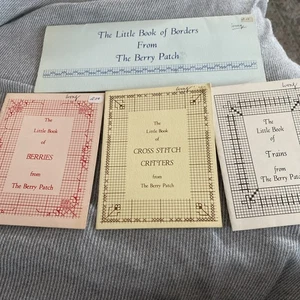 The Little Book of Borders
From
The Berry Patch
The
Little Book
of
BERRIES
from
The Berry Patch
The
Little Book
of
CROSS STITCH
CRITTERS
from
The Berry Patch
The
Little Book
of
Trains
from
The Berry Patch